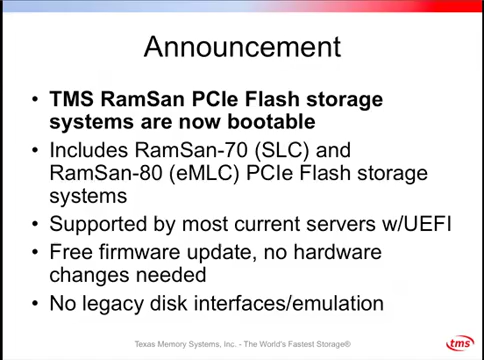 Announcement
• TMS RamSan PCIe Flash storage
systems are now bootable
• Includes RamSan-70 (SLC) and
RamSan-80 (eMLC) PCIe Flash storage
systems
• Supported by most current servers w/UEFI
• Free firmware update, no hardware
changes needed
• No legacy disk interfaces/emulation
Texas Memory Systems, Inc. - The World's Fastest Storage®
tms